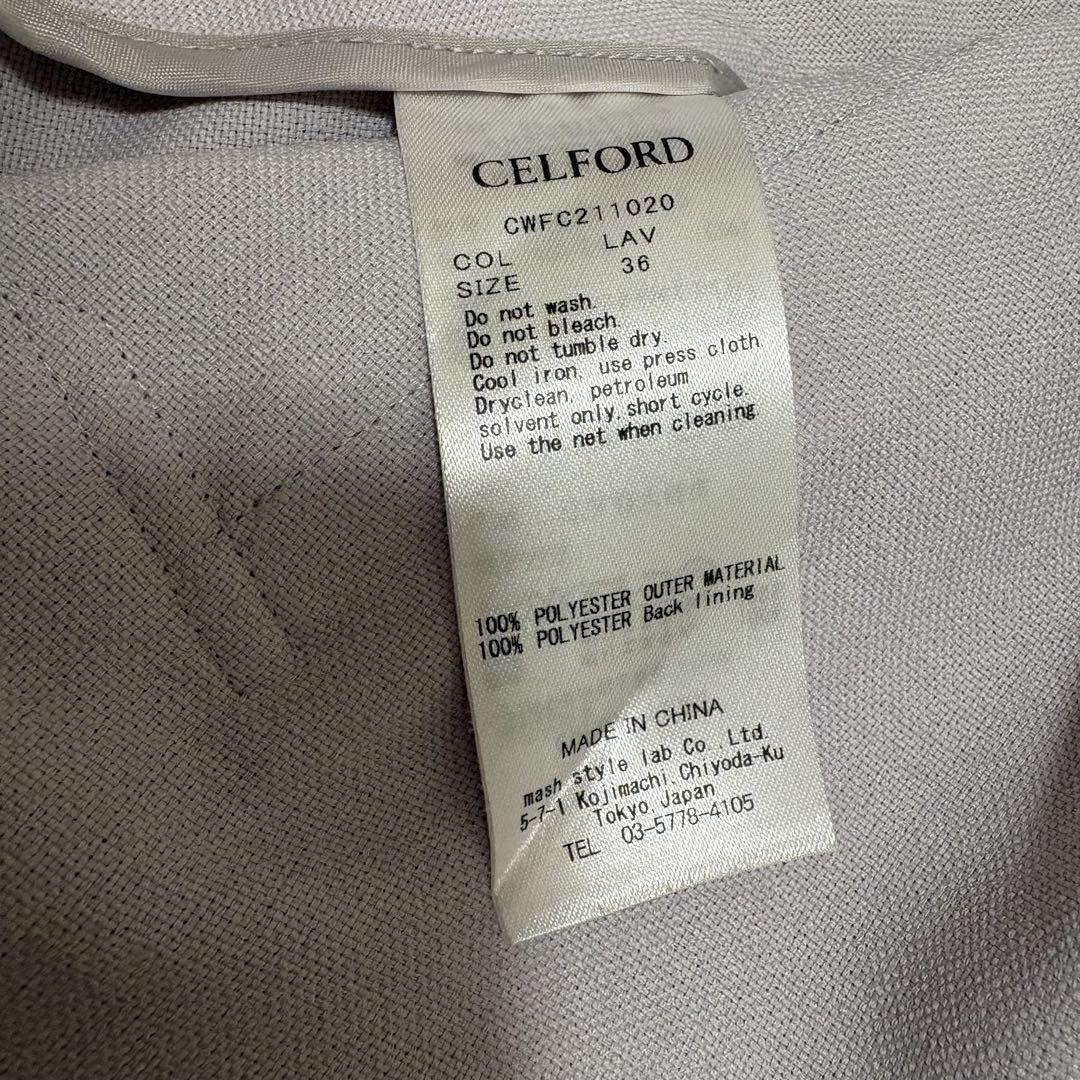 CELFORD
CWFC211020
COL LAV
SIZE 36
Do not wash.
Do not bleach.
Do not tumble dry.
Cool iron, use press cloth
Dryclean, petroleum
solvent only, short cycle.
Use the net when cleaning
100% POLYESTER OUTER MATERIAL
100% POLYESTER Back lining
MADE IN CHINA
mash style lab Co.,Ltd.
5-7-1 Kojimachi Chiyoda-Ku
Tokyo Japan
TEL 03-5778-4105